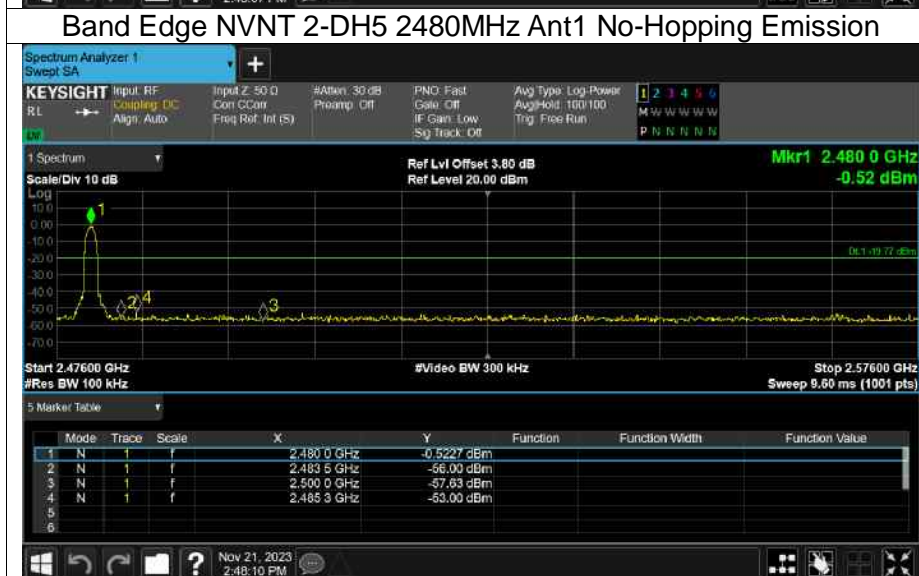 Band Edge NVNT 2-DH5 2480MHz Ant1 No-Hopping Emission
Spectrum Analyzer 1
Swept SA
+
KEYSIGHT Input: RF Input Z: 50 Ω #Atten: 30 dB PNO: Fast Avg Type: Log-Power 1 2 3 4 5 6
RL Coupling: DC Corr CCorr Preamp: Off Gate: Off Avg|Hold: 100/100 M W W W W W
Align: Auto Freq Ref: Int (S) IF Gain: Low Trig: Free Run
Sig Track: Off P N N N N N
1 Spectrum Ref Lvl Offset 3.80 dB Mkr1 2.480 0 GHz
Scale/Div 10 dB Ref Level 20.00 dBm -0.52 dBm
Log
10.0
0.00
-10.0
-20.0
-30.0
-40.0
-50.0
-60.0
-70.0
1
DL1 -19.77 dBm
2 4 3
Start 2.47600 GHz #Video BW 300 kHz Stop 2.57600 GHz
#Res BW 100 kHz Sweep 9.60 ms (1001 pts)
5 Marker Table
Mode Trace Scale X Y Function Function Width Function Value
1 N 1 f 2.480 0 GHz -0.5227 dBm
2 N 1 f 2.483 5 GHz -56.00 dBm
3 N 1 f 2.500 0 GHz -57.63 dBm
4 N 1 f 2.485 3 GHz -53.00 dBm
5
6
? Nov 21, 2023
2:48:10 PM